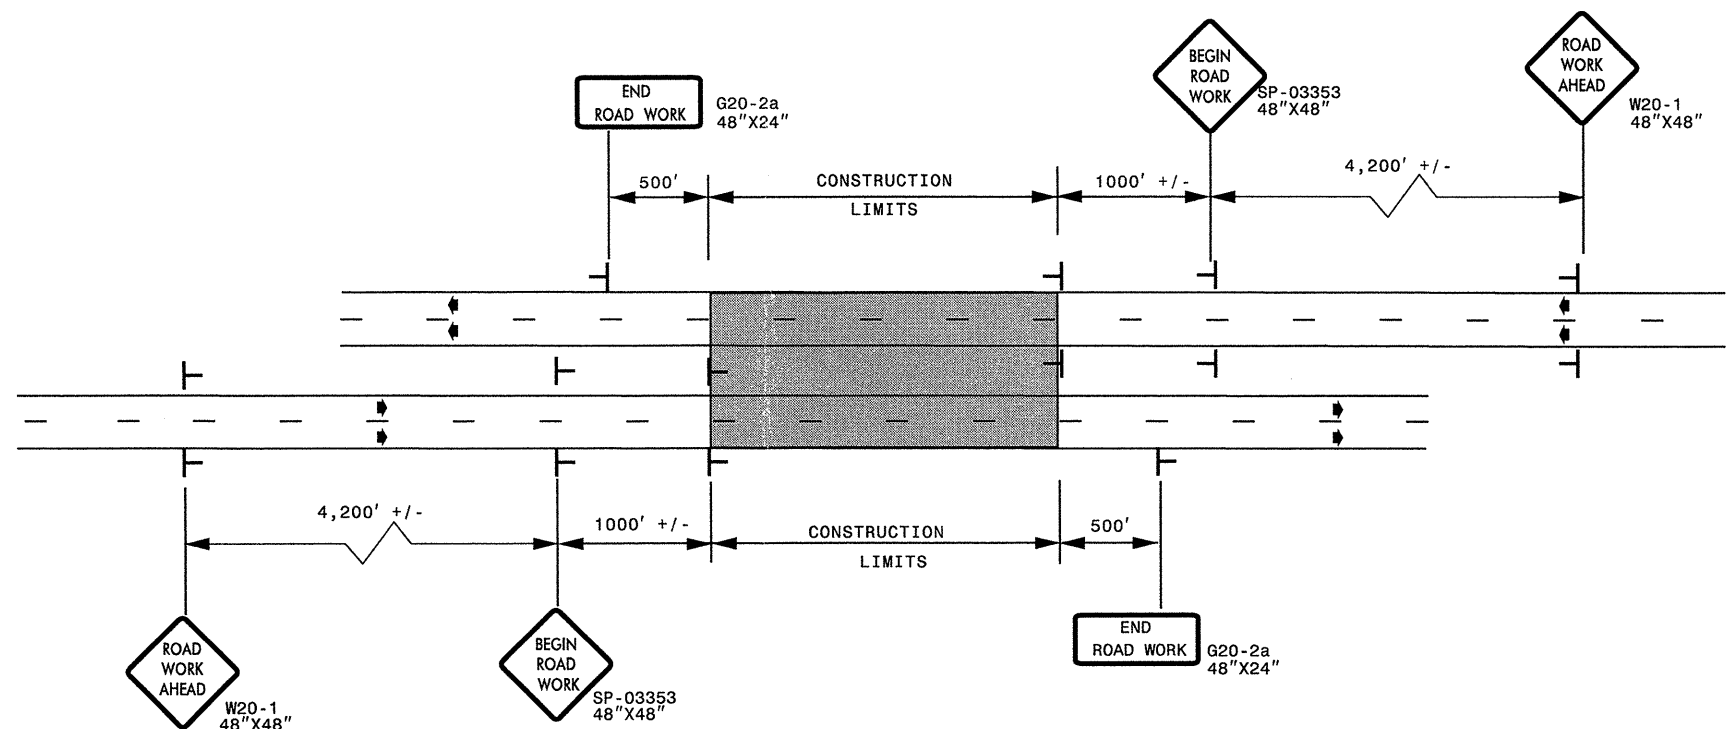 END
ROAD WORK
G20-2a
48"X24"
BEGIN
ROAD
WORK
SP-03353
48"X48"
ROAD
WORK
AHEAD
W20-1
48"X48"
500'
CONSTRUCTION
LIMITS
1000' +/-
4,200' +/-
4,200' +/-
1000' +/-
CONSTRUCTION
LIMITS
500'
ROAD
WORK
AHEAD
W20-1
48"X48"
BEGIN
ROAD
WORK
SP-03353
48"X48"
END
ROAD WORK
G20-2a
48"X24"